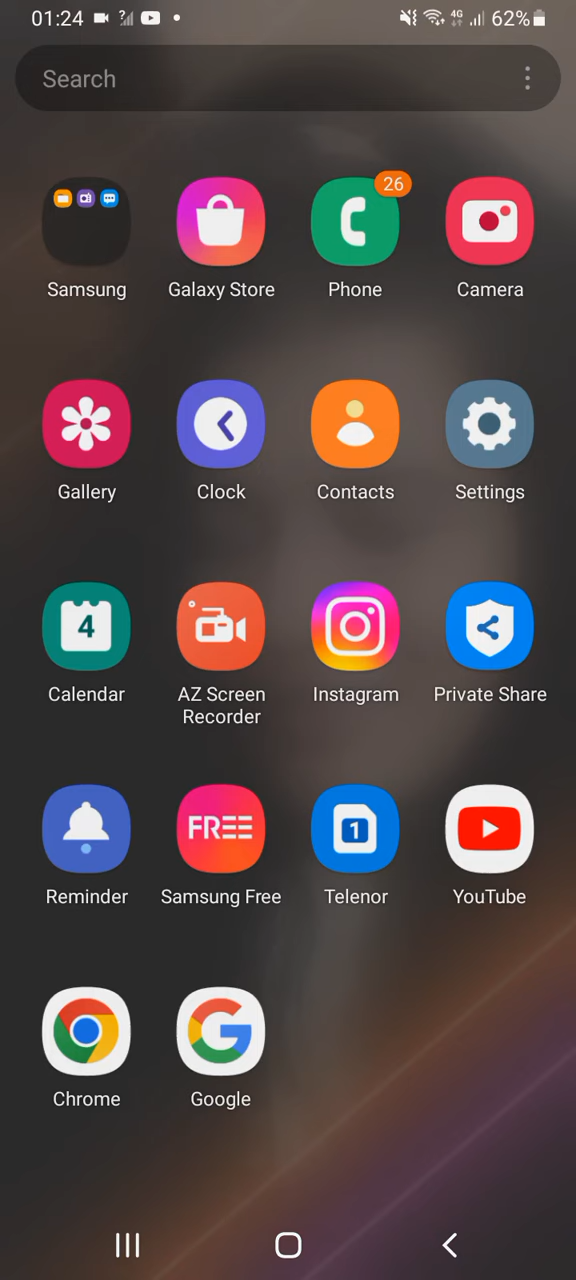 01:24
4G
62%
Search
26
Samsung
Galaxy Store
Phone
Camera
Gallery
Clock
Contacts
Settings
4
Calendar
AZ Screen
Recorder
Instagram
Private Share
Reminder
FREE
Samsung Free
1
Telenor
YouTube
G
Chrome
Google